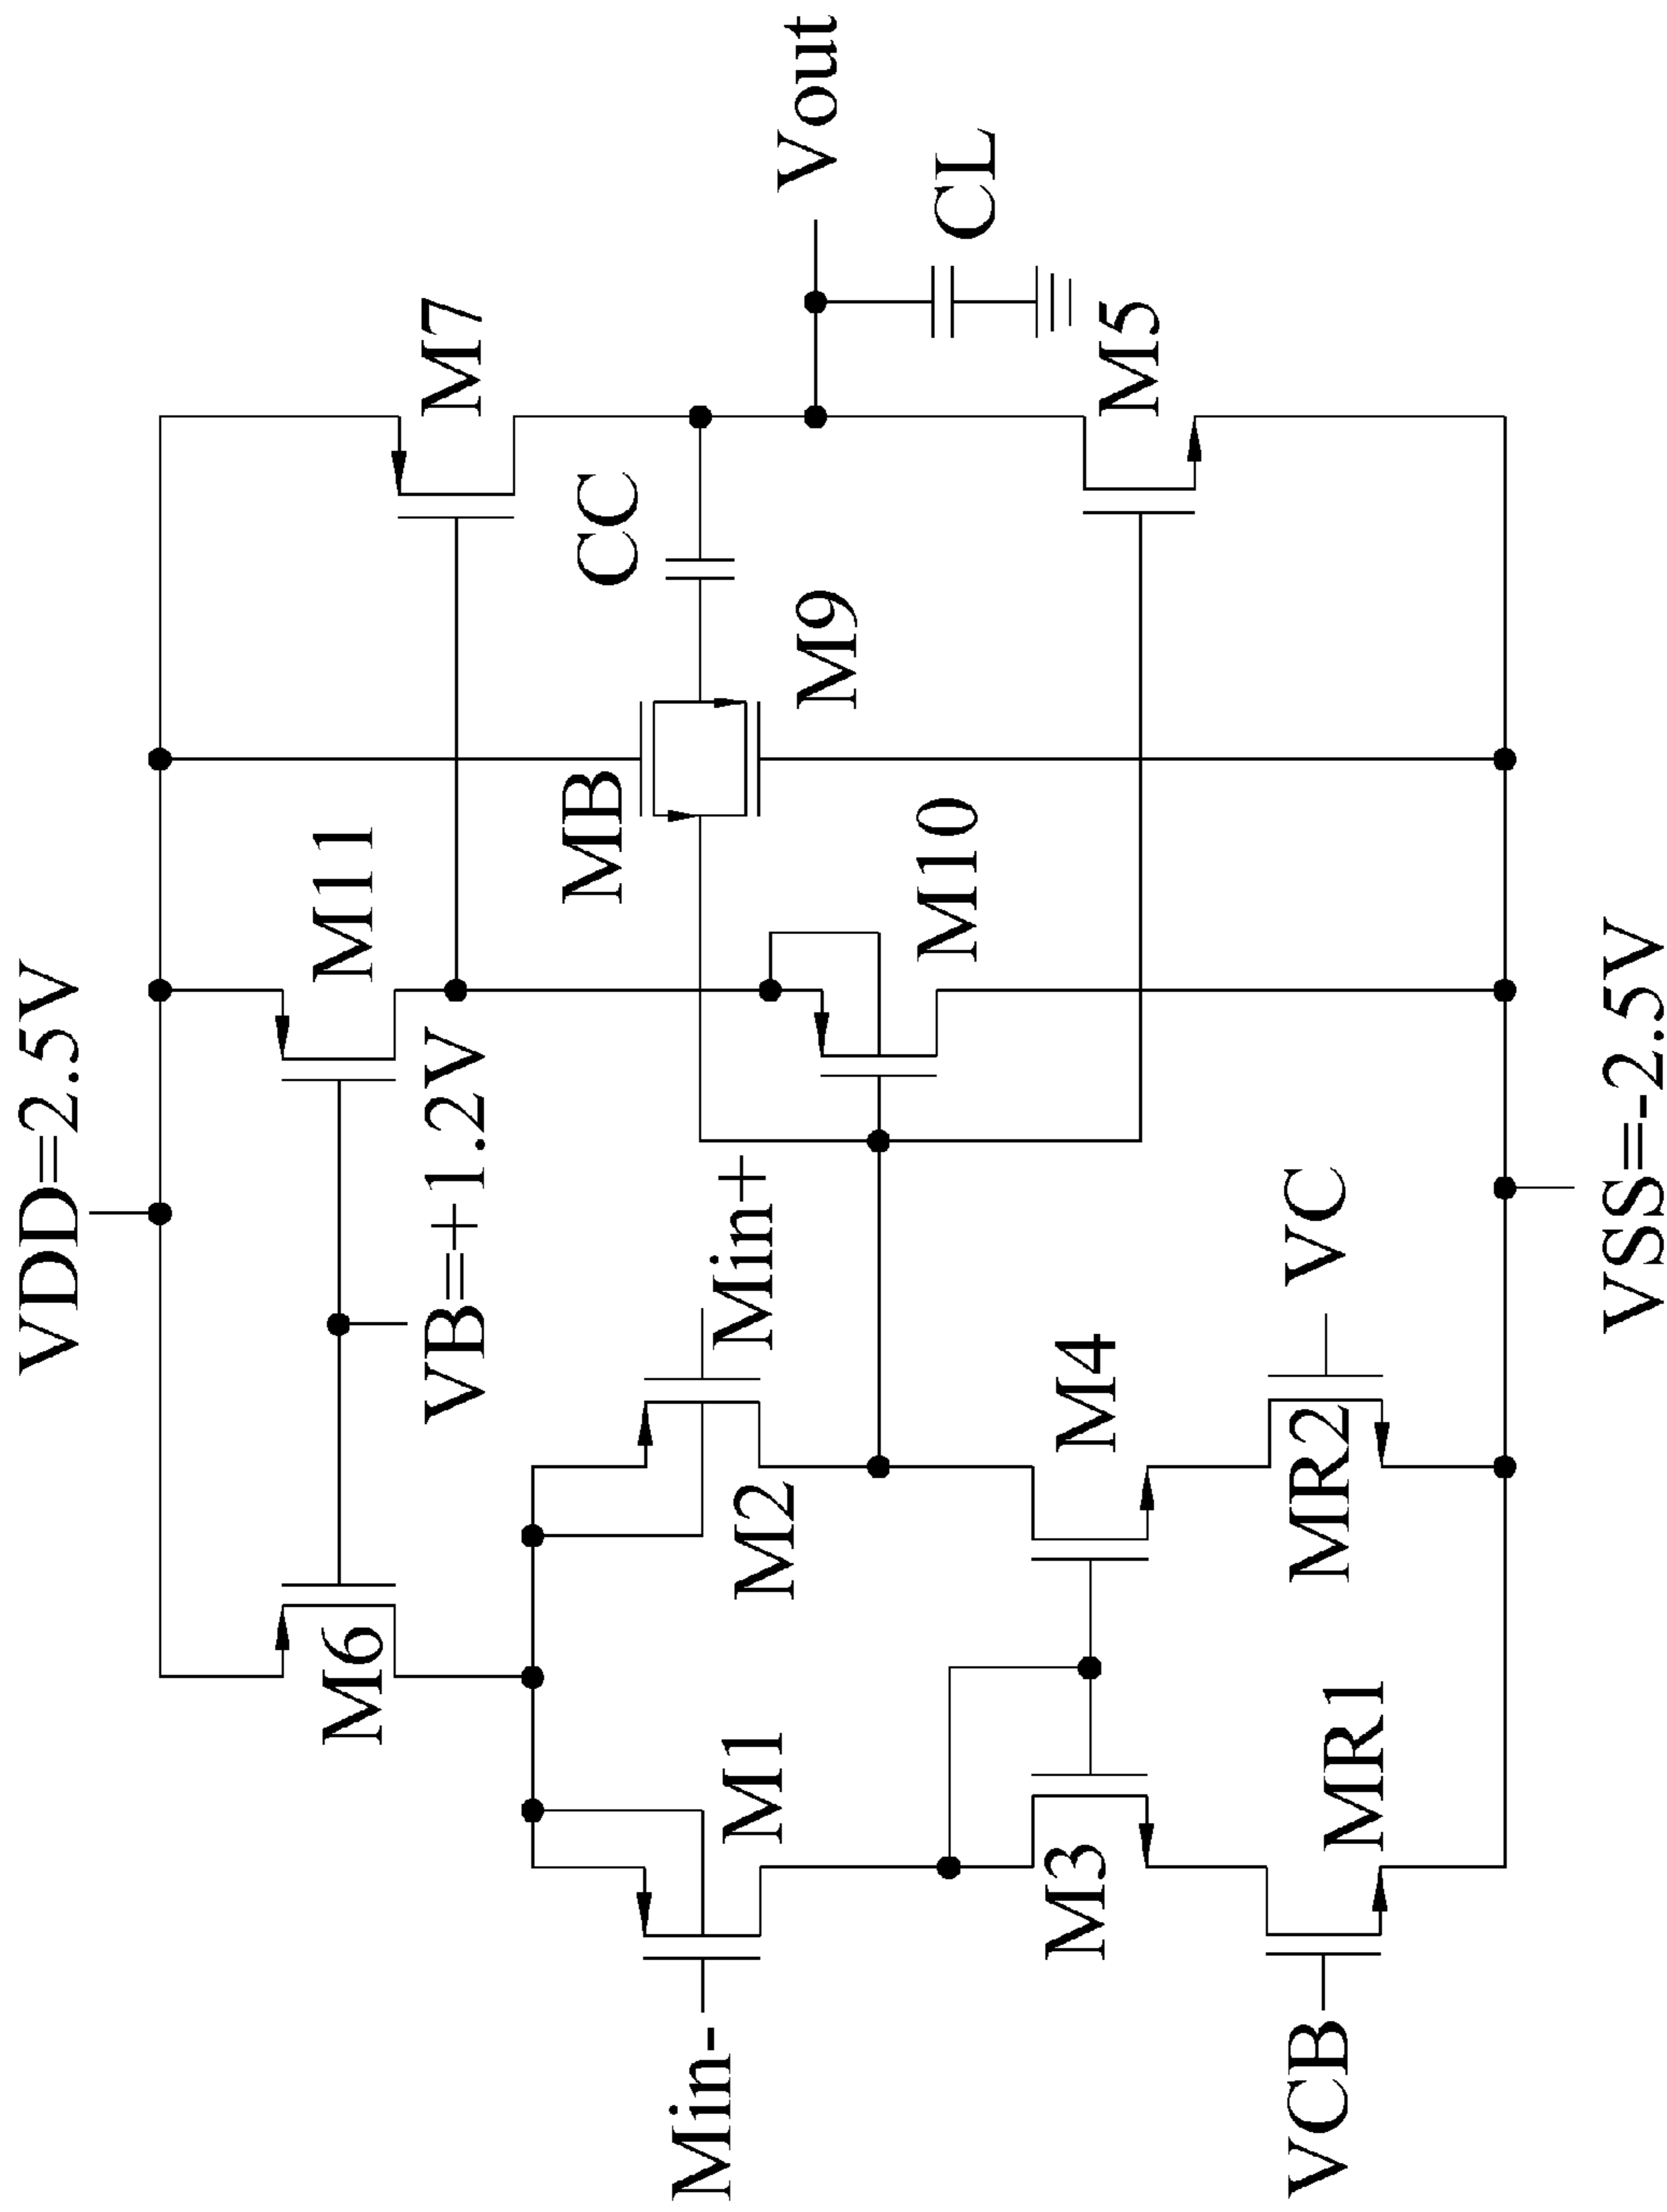 VDD=2.5V
M6
M11
M7
VB=+1.2V
CC
MB
M9
Vout
CL
M1
M2
Min+
Min-
M10
M3
M4
M5
VCB
MR1
MR2
VC
VSS=-2.5V